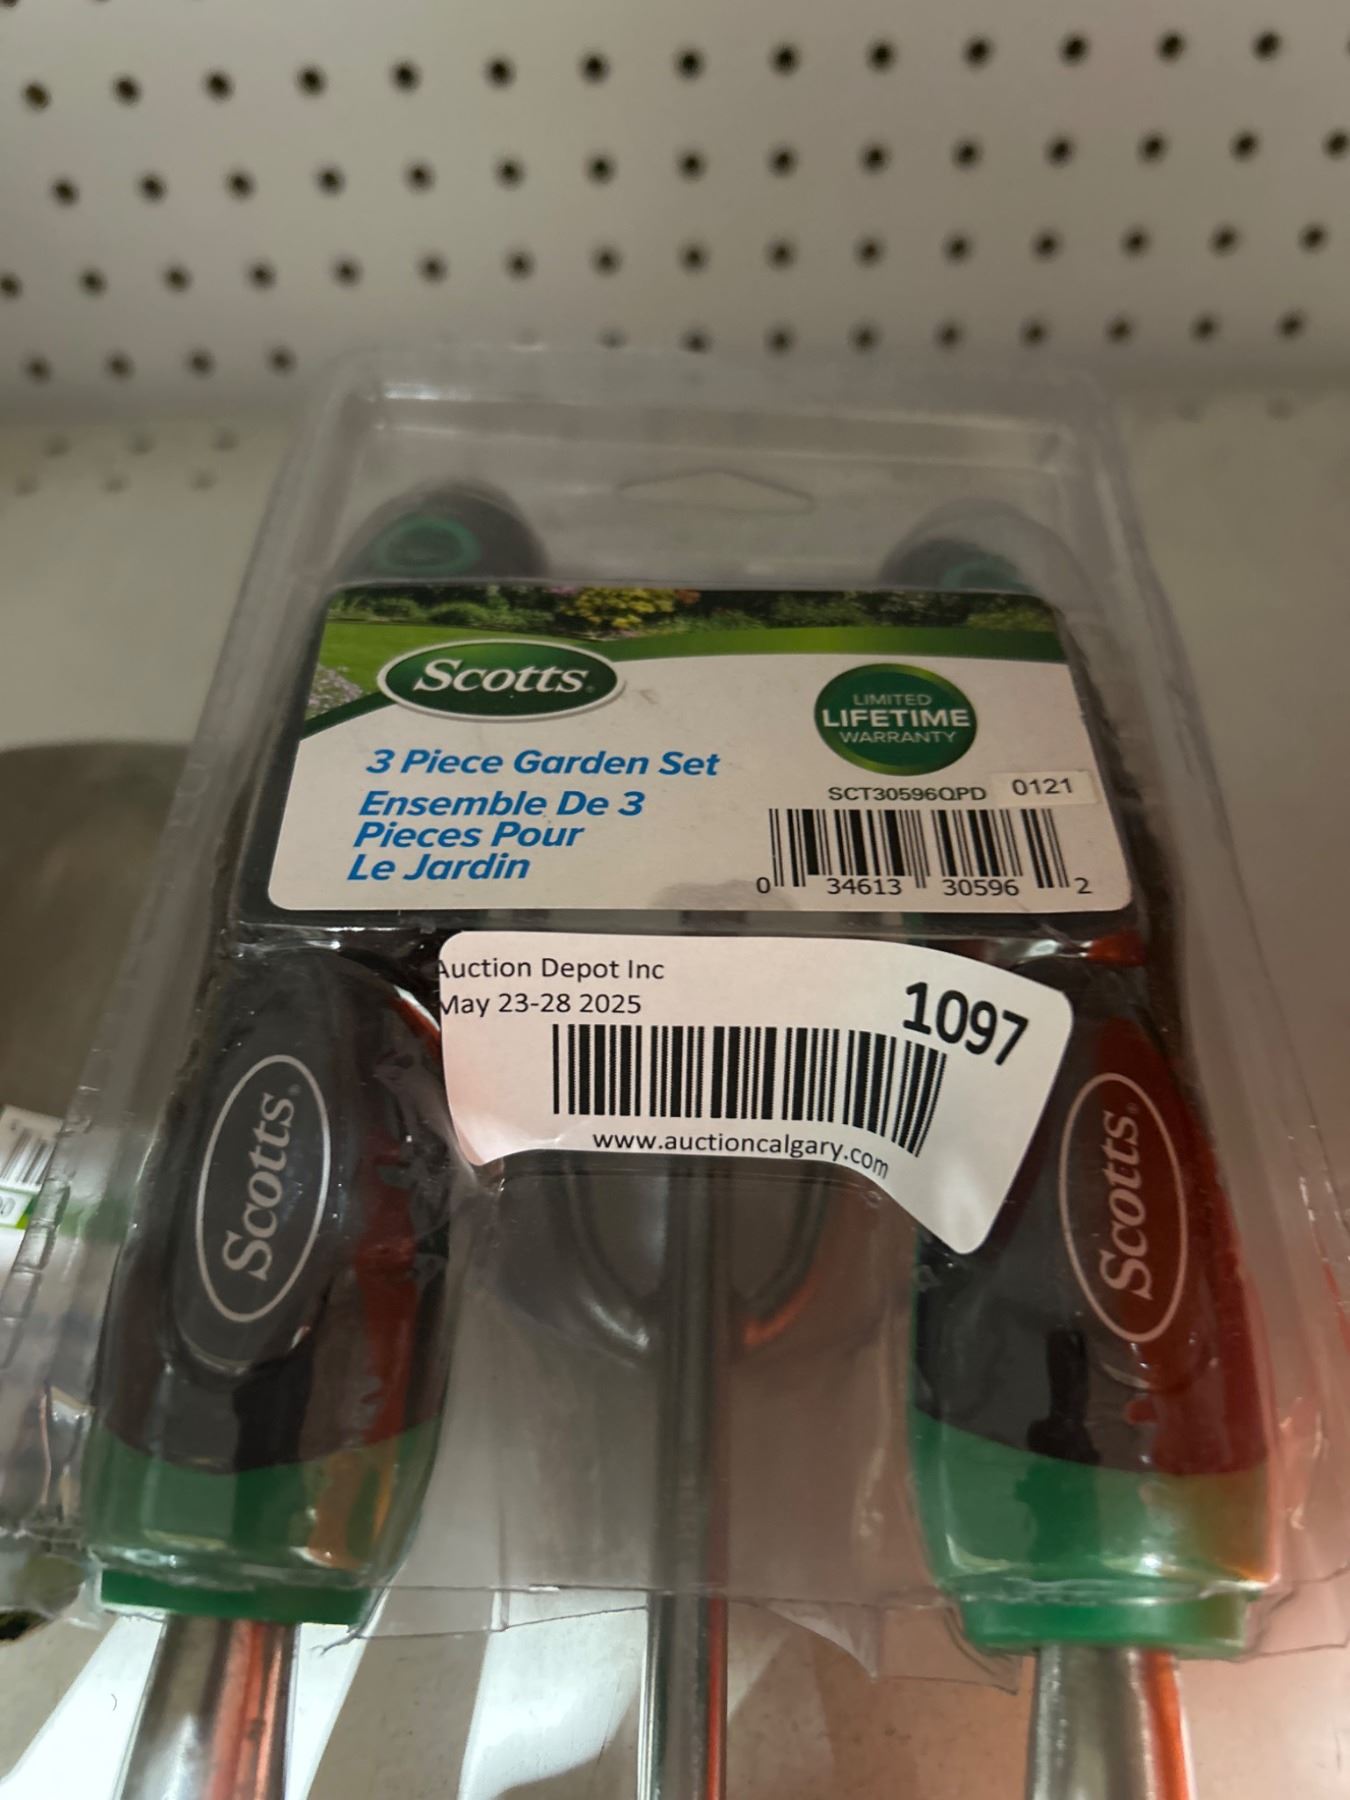 Scotts
LIMITED
LIFETIME
WARRANTY
3 Piece Garden Set
Ensemble De 3
Pieces Pour
Le Jardin
SCT30596QPD 0121
0 34613 30596 2
Auction Depot Inc
May 23-28 2025
1097
www.auctioncalgary.com
Scotts
Scotts